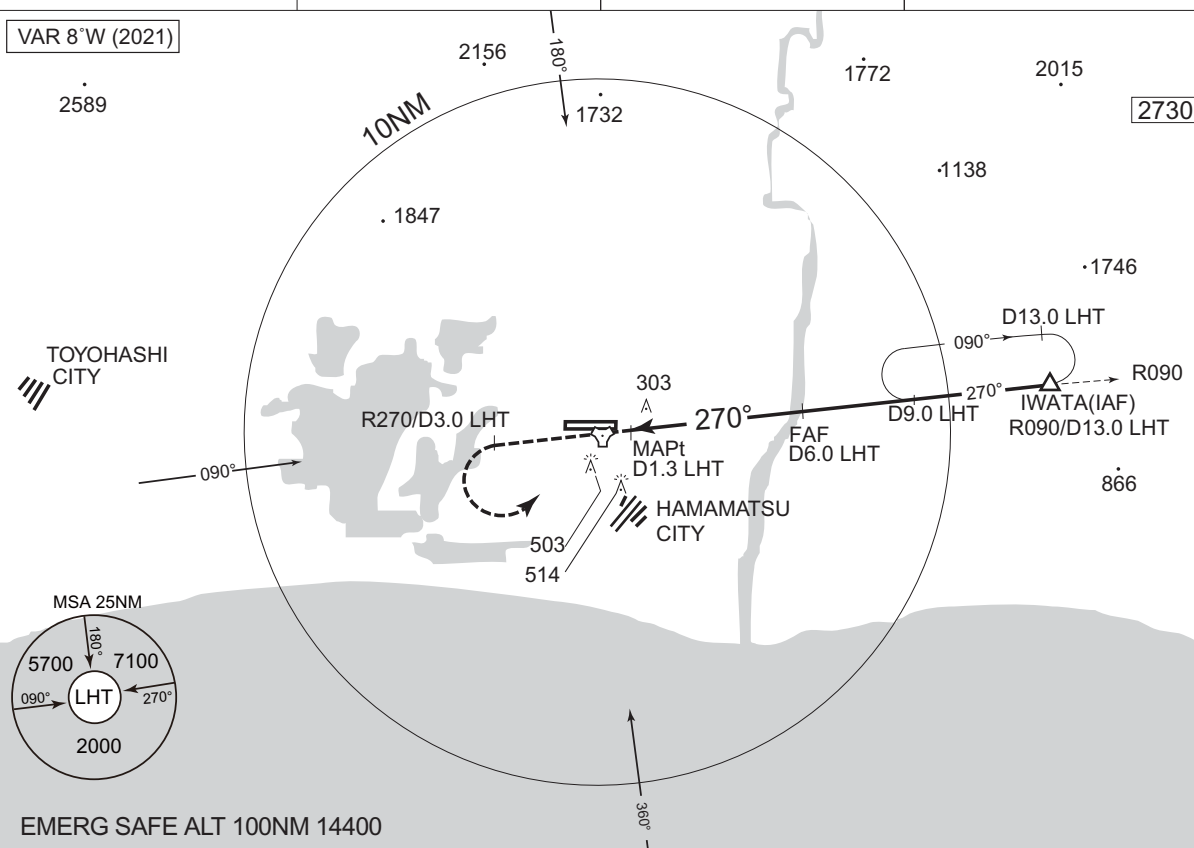 VAR 8°W (2021)
180°
2156
1772
2015
2589
1732
2730
10NM
1138
1847
1746
D13.0 LHT
090°
TOYOHASHI
CITY
303
R090
270°
IWATA(IAF)
R090/D13.0 LHT
D9.0 LHT
R270/D3.0 LHT
270°
FAF
D6.0 LHT
MAPt
D1.3 LHT
090°
866
HAMAMATSU
CITY
503
514
MSA 25NM
180°
5700
7100
090°
LHT
270°
2000
360°
EMERG SAFE ALT 100NM 14400